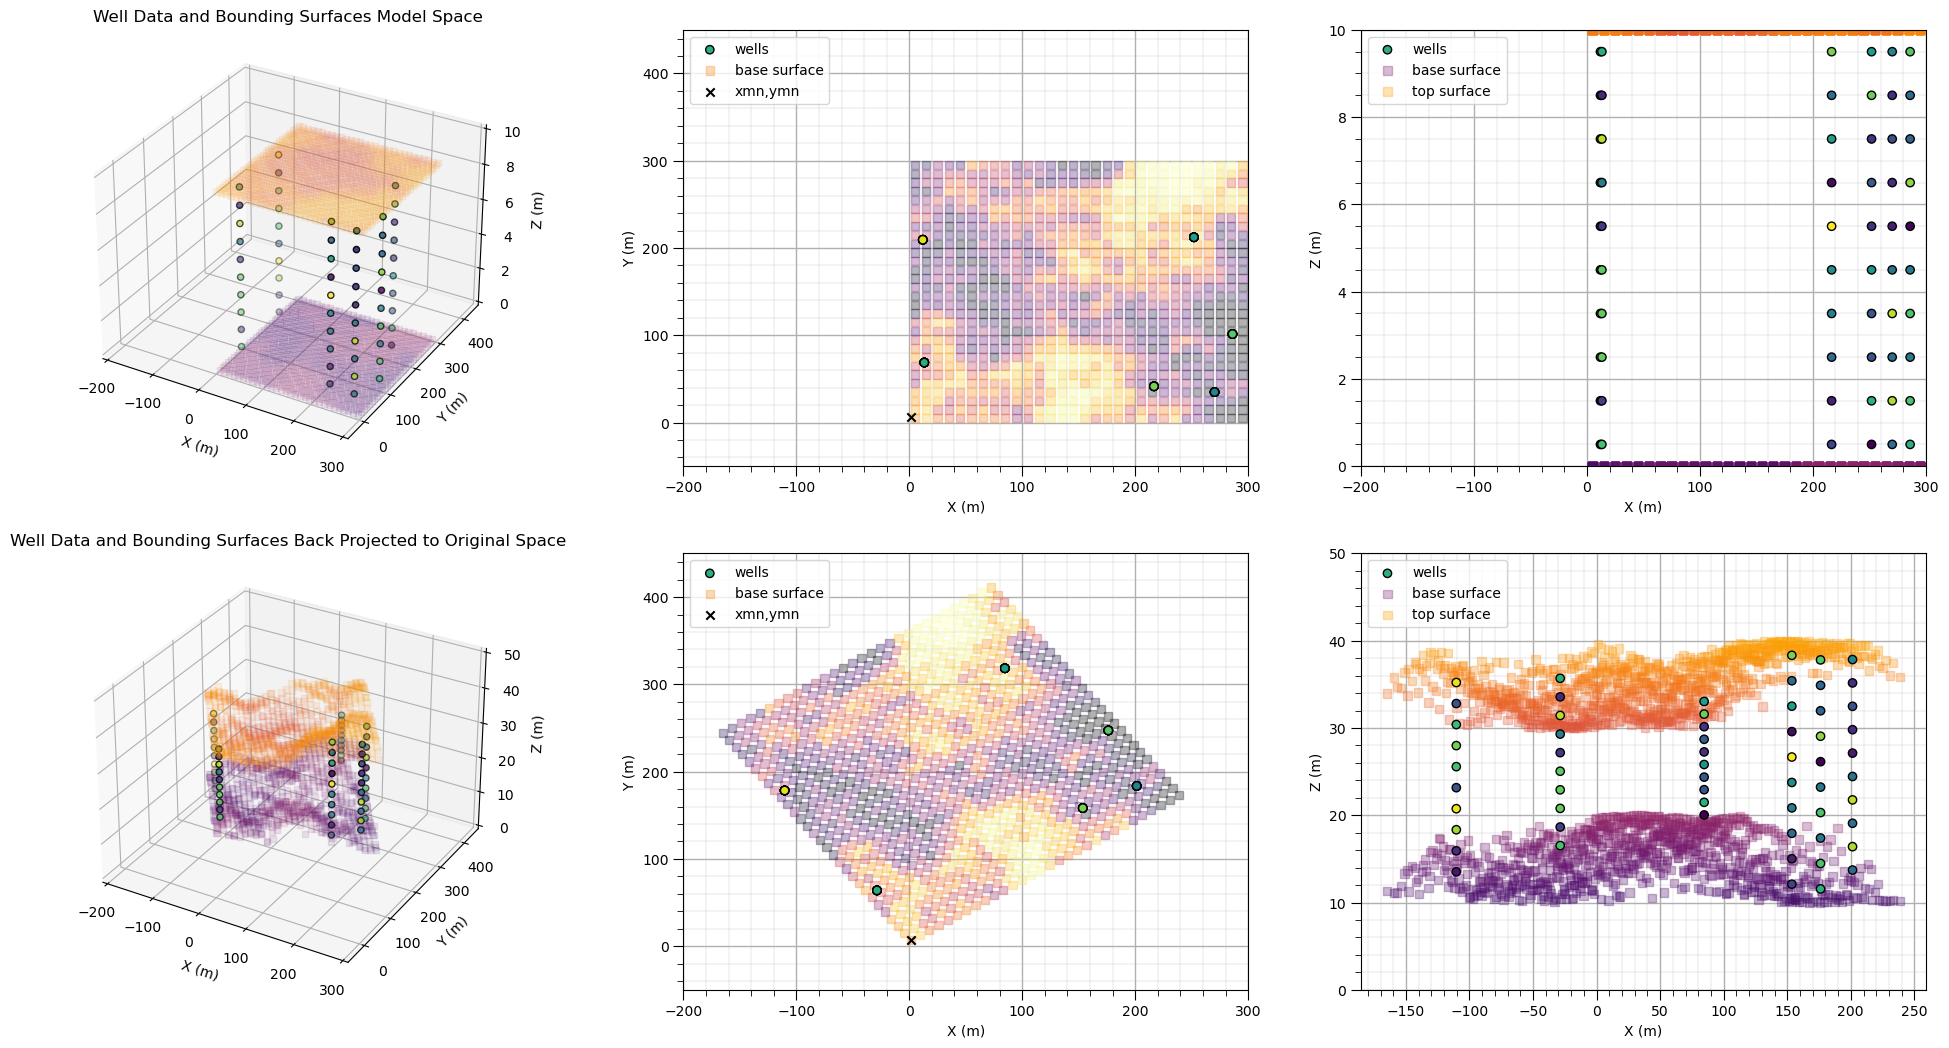 Well Data and Bounding Surfaces Model Space
10
8
6
4
2
0
Z (m)
−200
−100
0
100
200
300
X (m)
0
100
200
300
400
Y (m)
wells
base surface
xmn,ymn
400
300
200
100
0
Y (m)
−200
−100
0
100
200
300
X (m)
wells
base surface
top surface
10
8
6
4
2
0
Z (m)
−200
−100
0
100
200
300
X (m)
Well Data and Bounding Surfaces Back Projected to Original Space
50
40
30
20
10
0
Z (m)
−200
−100
0
100
200
300
X (m)
0
100
200
300
400
Y (m)
wells
base surface
xmn,ymn
400
300
200
100
0
Y (m)
−200
−100
0
100
200
300
X (m)
wells
base surface
top surface
50
40
30
20
10
0
Z (m)
−150
−100
−50
0
50
100
150
200
250
X (m)